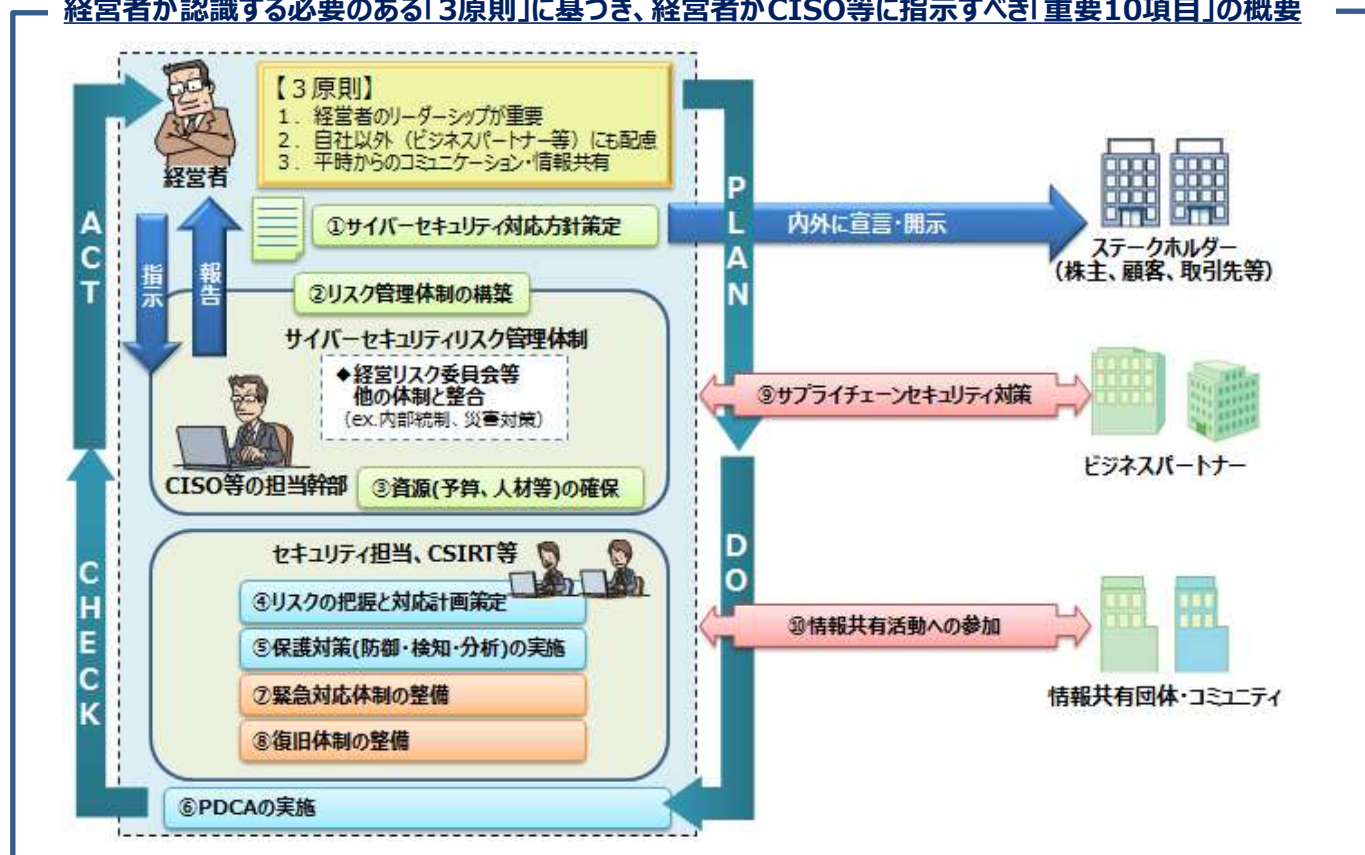 経営者が認識する必要のある「3原則」に基づき、経営者がCISO等に指示すべき「重要10項目」の概要
【３原則】
１． 経営者のリーダーシップが重要
２． 自社以外（ビジネスパートナー等）にも配慮
３． 平時からのコミュニケーション・情報共有
経営者
ACT
PLAN
指示
報告
①サイバーセキュリティ対応方針策定
内外に宣言・開示
ステークホルダー
（株主、顧客、取引先等）
②リスク管理体制の構築
サイバーセキュリティリスク管理体制
◆経営リスク委員会等
他の体制と整合
（ex.内部統制、災害対策）
⑨サプライチェーンセキュリティ対策
ビジネスパートナー
CISO等の担当幹部
③資源(予算、人材等)の確保
CHECK
DO
セキュリティ担当、CSIRT等
④リスクの把握と対応計画策定
⑤保護対策(防御・検知・分析)の実施
⑦緊急対応体制の整備
⑧復旧体制の整備
⑩情報共有活動への参加
情報共有団体・コミュニティ
⑥PDCAの実施